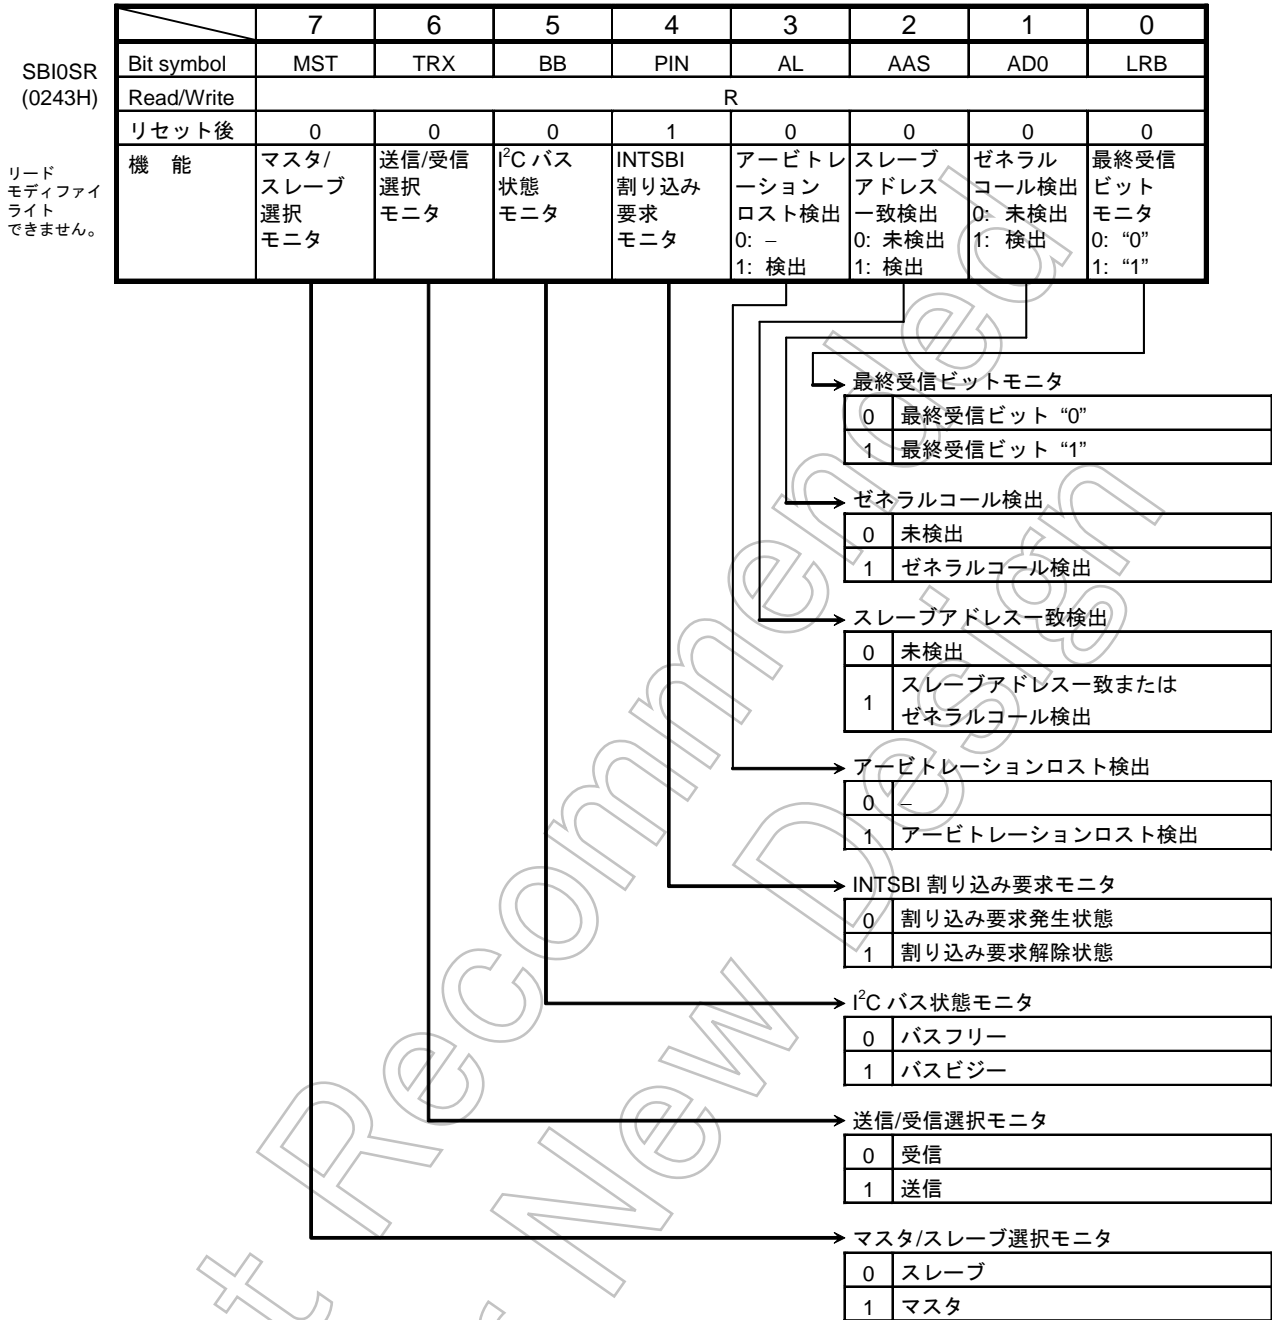 7 6 5 4 3 2 1 0
SBI0SR
(0243H)
Bit symbol MST TRX BB PIN AL AAS AD0 LRB
Read/Write R
リセット後 0 0 0 1 0 0 0 0
リード
モディファイ
ライト
できません。
機 能
マスタ/
スレーブ
選択
モニタ
送信/受信
選択
モニタ
I²C バス
状態
モニタ
INTSBI
割り込み
要求
モニタ
アービトレ
ーション
ロスト検出
0: –
1: 検出
スレーブ
アドレス
一致検出
0: 未検出
1: 検出
ゼネラル
コール検出
0: 未検出
1: 検出
最終受信
ビット
モニタ
0: “0”
1: “1”
最終受信ビットモニタ
0 最終受信ビット “0”
1 最終受信ビット “1”
ゼネラルコール検出
0 未検出
1 ゼネラルコール検出
スレーブアドレス一致検出
0 未検出
1 スレーブアドレス一致または
ゼネラルコール検出
アービトレーションロスト検出
0 –
1 アービトレーションロスト検出
INTSBI 割り込み要求モニタ
0 割り込み要求発生状態
1 割り込み要求解除状態
I²C バス状態モニタ
0 バスフリー
1 バスビジー
送信/受信選択モニタ
0 受信
1 送信
マスタ/スレーブ選択モニタ
0 スレーブ
1 マスタ
t Recommended
New Design